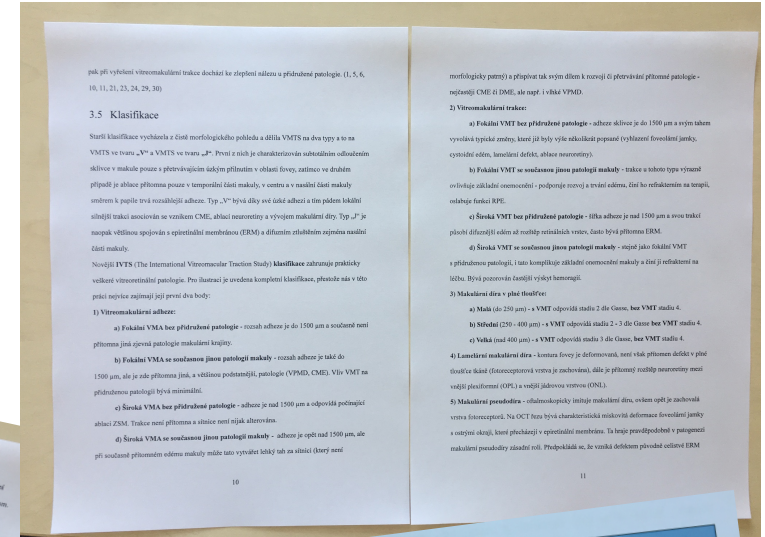 pak při vyřešení vitreomakulární trakce dochází ke zlepšení nálezu u přidružené patologie. (1, 5, 6,
10, 11, 21, 23, 24, 29, 30)
3.5 Klasifikace
Starší klasifikace vycházela z čistě morfologického pohledu a dělila VMTS na dva typy a to na
VMTS ve tvaru „V“ a VMTS ve tvaru „J“. První z nich je charakterizován subtotálním odloučením
sklivce v makule pouze s přetrvávajícím úzkým přilnutím v oblasti fovey, zatímco ve druhém
případě je ablace přítomna pouze v temporální části makuly, v centru a v nasální části makuly
směrem k papile trvá rozsáhlejší adheze. Typ „V“ bývá díky své úzké adhezi a tím pádem lokální
silnější trakci asociován se vznikem CME, ablací neuroretiny a vývojem makulární díry. Typ „J“ je
naopak většinou spojován s epiretinální membránou (ERM) a difuzním ztluštěním zejména nasální
části makuly.
Novější IVTS (The International Vitreomacular Traction Study) klasifikace zahrnuje prakticky
veškeré vitreoretinální patologie. Pro ilustraci je uvedena kompletní klasifikace, přestože nás v této
práci nejvíce zajímají její první dva body:
1) Vitreomakulární adheze:
a) Fokální VMA bez přidružené patologie - rozsah adheze je do 1500 µm a současně není
přítomna jiná zjevná patologie makulární krajiny.
b) Fokální VMA se současnou jinou patologií makuly - rozsah adheze je také do
1500 µm, ale je zde přítomna jiná, a většinou podstatnější, patologie (VPMD, CME). Vliv VMT na
přidruženou patologii bývá minimální.
c) Široká VMA bez přidružené patologie - adheze je nad 1500 µm a odpovídá počínající
ablaci ZSM. Trakce není přítomna a sítnice není nijak alterována.
d) Široká VMA se současnou jinou patologií makuly - adheze je opět nad 1500 µm, ale
při současně přítomném edému makuly může tato vytvářet lehký tah za sítnici (který není
10
morfologicky patrný) a přispívat tak svým dílem k rozvoji či přetrvávání přítomné patologie -
nejčastěji CME či DME, ale např. i vlhké VPMD.
2) Vitreomakulární trakce:
a) Fokální VMT bez přidružené patologie - adheze sklivce je do 1500 µm a svým tahem
vyvolává typické změny, které již byly výše několikrát popsané (vyhlazení foveolární jamky,
cystoidní edém, lamelární defekt, ablace neuroretiny).
b) Fokální VMT se současnou jinou patologií makuly - trakce u tohoto typu výrazně
ovlivňuje základní onemocnění - podporuje rozvoj a trvání edému, činí ho refrakterním na terapii,
oslabuje funkci RPE.
c) Široká VMT bez přidružené patologie - šířka adheze je nad 1500 µm a svou trakcí
působí difuznější edém až rozštěp retinálních vrstev, často bývá přítomna ERM.
d) Široká VMT se současnou jinou patologií makuly - stejně jako fokální VMT
s přidruženou patologií, i tato komplikuje základní onemocnění makuly a činí ji refrakterní na
léčbu. Bývá pozorován častější výskyt hemoragií.
3) Makulární díra v plné tloušťce:
a) Malá (do 250 µm) - s VMT odpovídá stadiu 2 dle Gasse, bez VMT stadiu 4.
b) Střední (250 - 400 µm) - s VMT odpovídá stadiu 2 - 3 dle Gasse bez VMT stadiu 4.
c) Velká (nad 400 µm) - s VMT odpovídá stadiu 3 dle Gasse, bez VMT stadiu 4.
4) Lamelární makulární díra - kontura fovey je deformovaná, není však přítomen defekt v plné
tloušťce tkáně (fotoreceptorová vrstva je zachována), dále je přítomný rozštěp neuroretiny mezi
vnější plexiformní (OPL) a vnější jádrovou vrstvou (ONL).
5) Makulární pseudodíra - oftalmoskopicky imituje makulární díru, ovšem opět je zachovalá
vrstva fotoreceptorů. Na OCT řezu bývá charakteristická miskovitá deformace foveolární jamky
s ostrými okraji, které přecházejí v epiretinální membránu. Ta hraje pravděpodobně v patogenezi
makulární pseudodíry zásadní roli. Předpokládá se, že vzniká defektem původně celistvé ERM
11